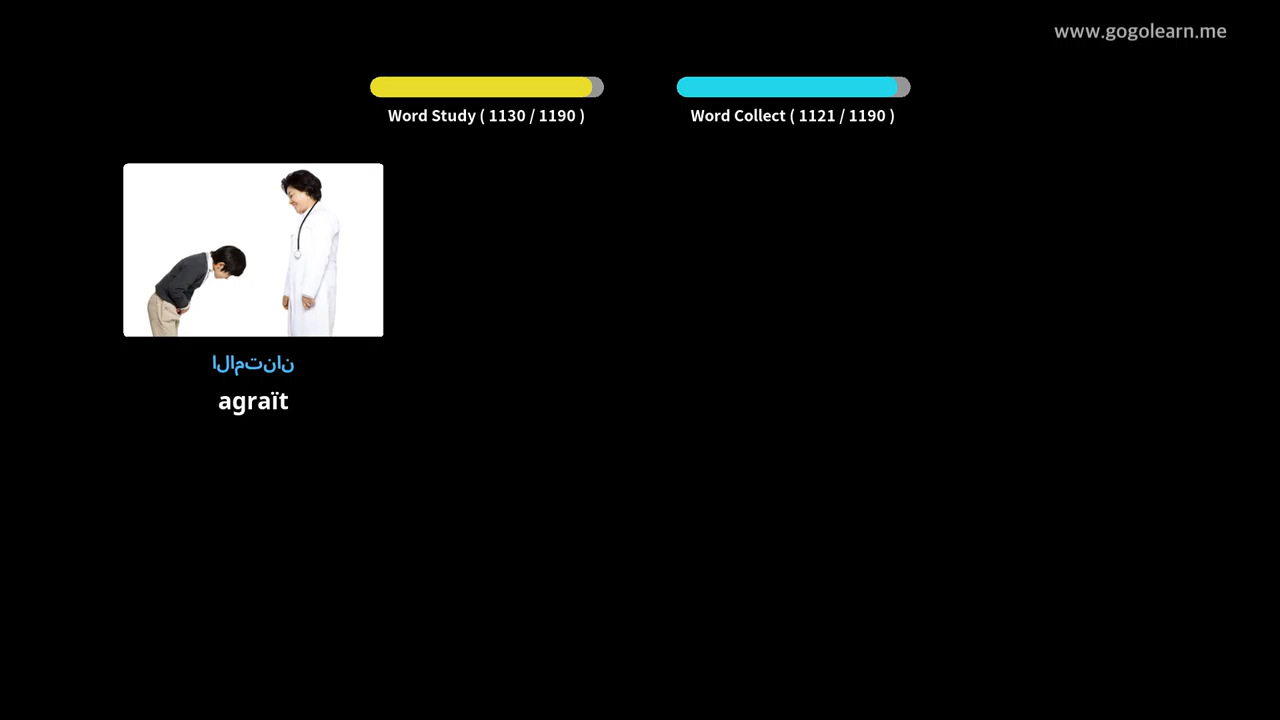 www.gogolearn.me
Word Study ( 1130 / 1190 )
Word Collect ( 1121 / 1190 )
الامتنان
agraït